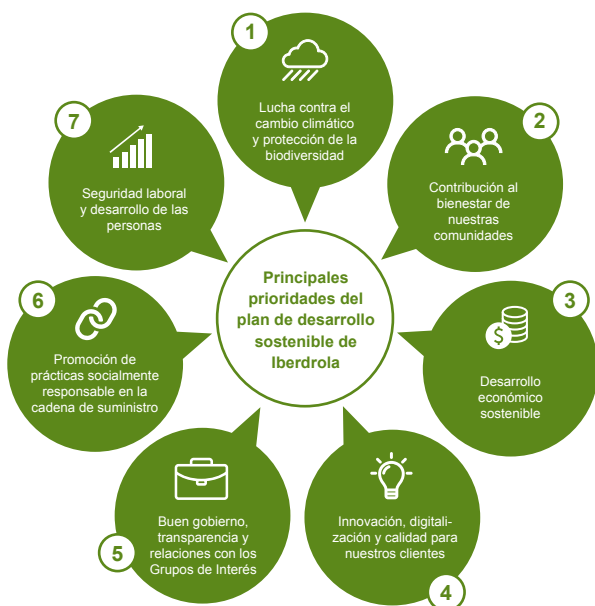 Principales
prioridades del
plan de desarrollo
sostenible de
Iberdrola
1
Lucha contra el
cambio climático
y protección de la
biodiversidad
2
Contribución al
bienestar de
nuestras
comunidades
3
$
Desarrollo
económico
sostenible
4
Innovación, digitali-
zación y calidad para
nuestros clientes
5
Buen gobierno,
transparencia y
relaciones con los
Grupos de Interés
6
Promoción de
prácticas socialmente
responsable en la
cadena de suministro
7
Seguridad laboral
y desarrollo de las
personas